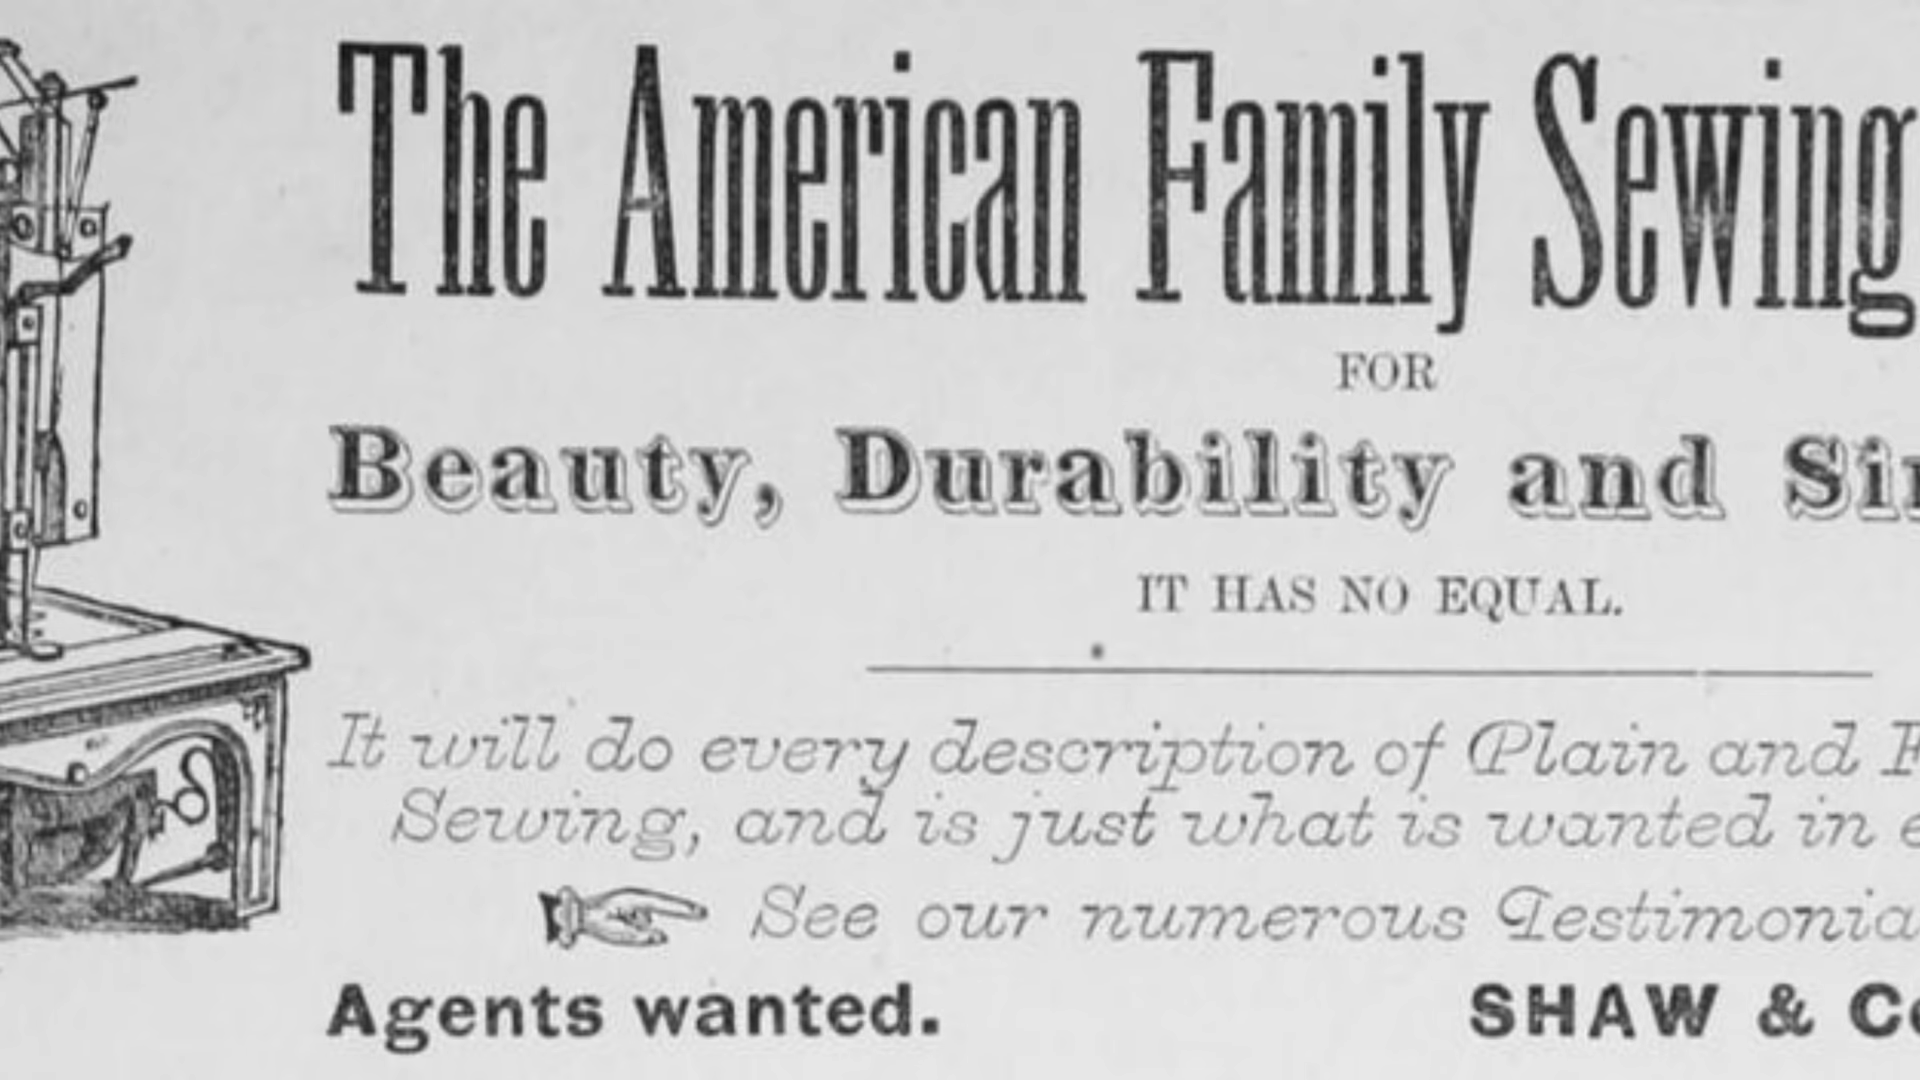 The American Family Sewing
FOR
Beauty, Durability and
IT HAS NO EQUAL.
It will do every description of Plain and
Sewing, and is just what is wanted in
See our numerous
Agents wanted. SHAW &